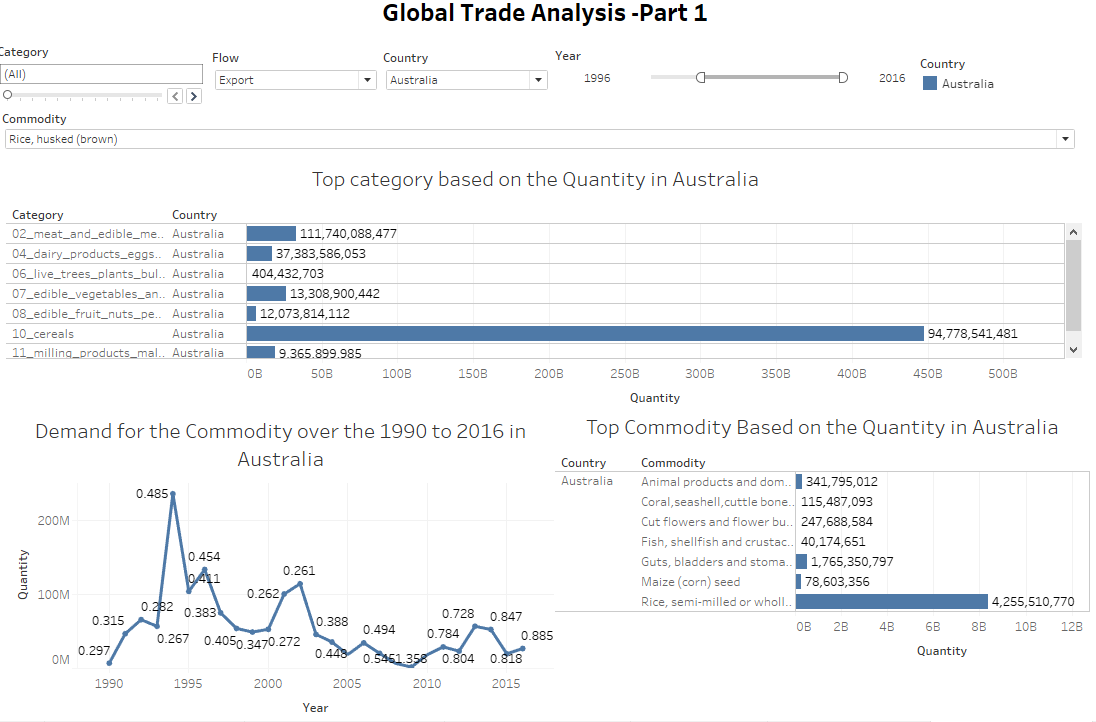 Global Trade Analysis -Part 1
Category
(All)
Flow
Export
Country
Australia
Year
1996
2016
Country
Australia
Commodity
Rice, husked (brown)
Top category based on the Quantity in Australia
Category Country
02_meat_and_edible_me.. Australia 111,740,088,477
04_dairy_products_eggs.. Australia 37,383,586,053
06_live_trees_plants_bul.. Australia 404,432,703
07_edible_vegetables_an.. Australia 13,308,900,442
08_edible_fruit_nuts_pe.. Australia 12,073,814,112
10_cereals Australia 94,778,541,481
11_milling_products_mal.. Australia 9,365,899,985
0B 50B 100B 150B 200B 250B 300B 350B 400B 450B 500B
Quantity
Demand for the Commodity over the 1990 to 2016 in
Australia
Quantity
200M
100M
0M
0.485
0.454
0.411
0.282
0.315
0.383
0.262
0.261
0.267
0.297
0.405
0.347
0.272
0.388
0.448
0.494
0.545
1.358
0.784
0.728
0.847
0.804
0.818
0.885
1990 1995 2000 2005 2010 2015
Year
Top Commodity Based on the Quantity in Australia
Country Commodity
Australia Animal products and dom.. 341,795,012
Coral,seashell,cuttle bone.. 115,487,093
Cut flowers and flower bu.. 247,688,584
Fish, shellfish and crustac.. 40,174,651
Guts, bladders and stoma.. 1,765,350,797
Maize (corn) seed 78,603,356
Rice, semi-milled or wholl.. 4,255,510,770
0B 2B 4B 6B 8B 10B 12B
Quantity